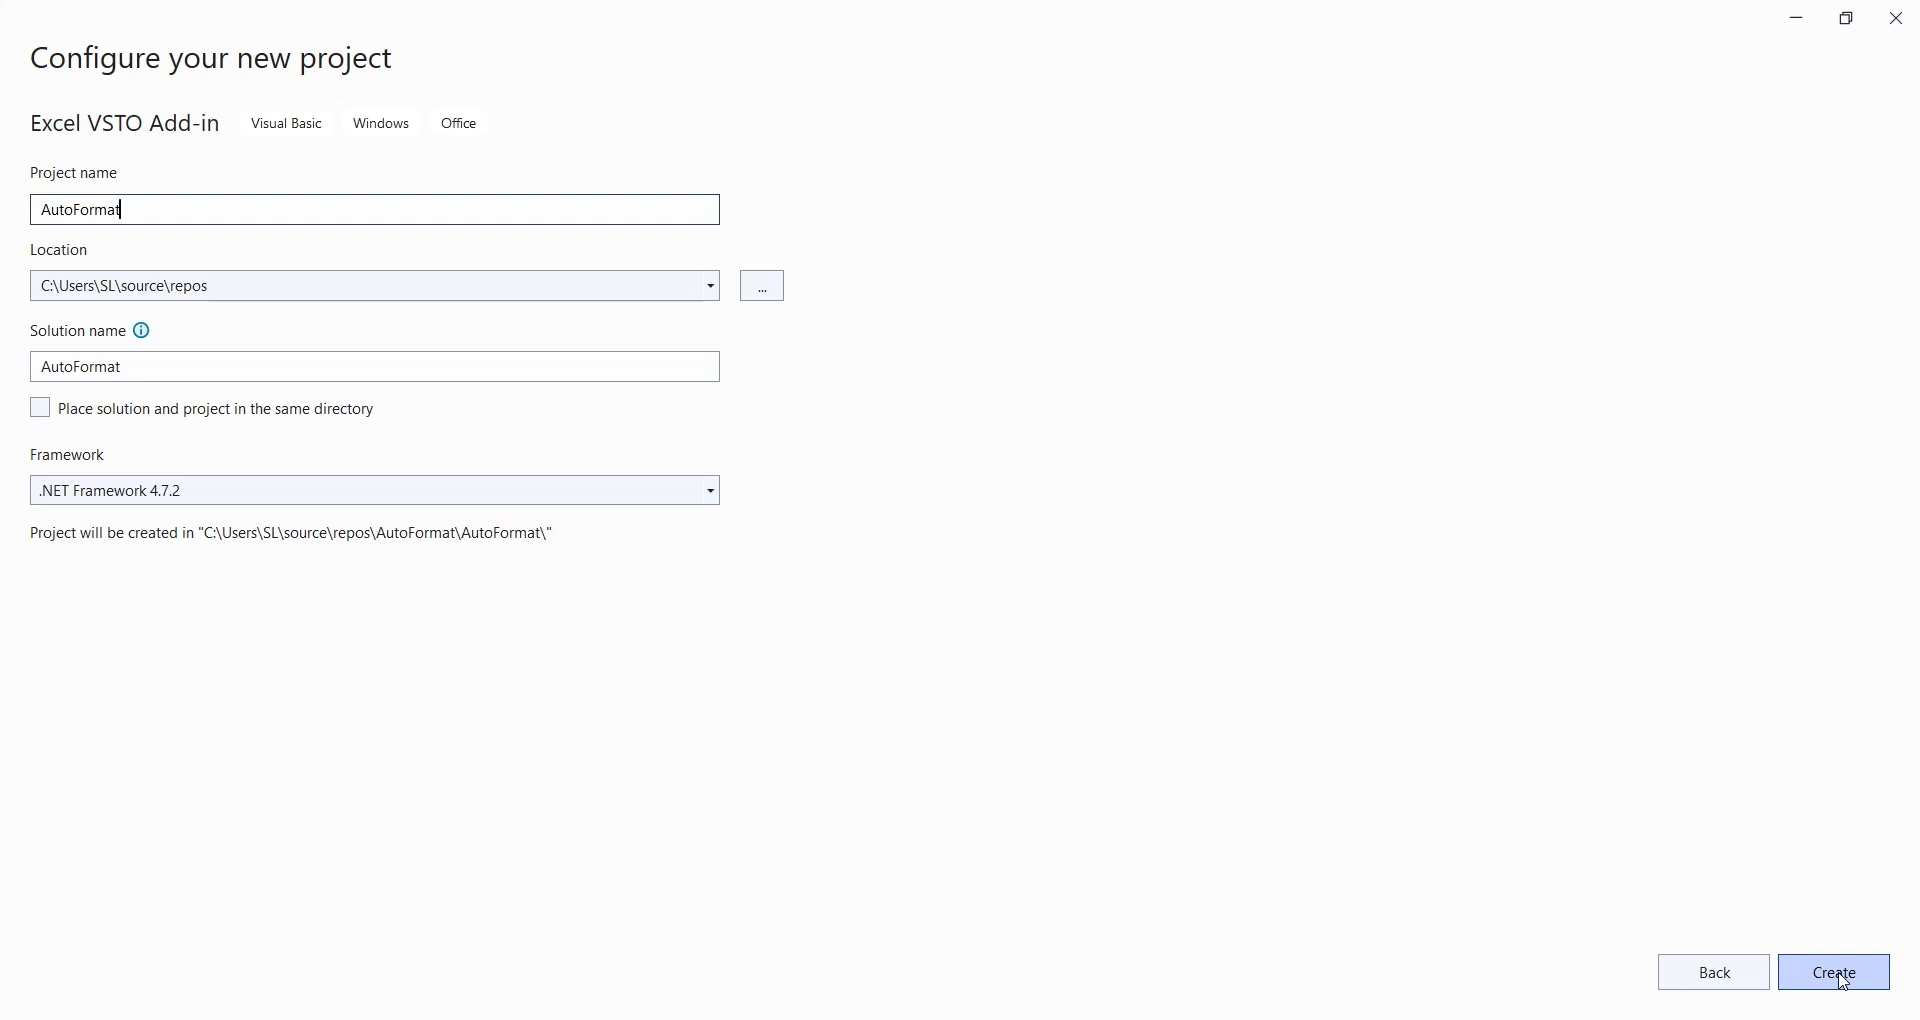 Configure your new project
Excel VSTO Add-in Visual Basic Windows Office
Project name
AutoFormat
Location
C:\Users\SL\source\repos
...
Solution name
AutoFormat
Place solution and project in the same directory
Framework
.NET Framework 4.7.2
Project will be created in "C:\Users\SL\source\repos\AutoFormat\AutoFormat\"
Back Create